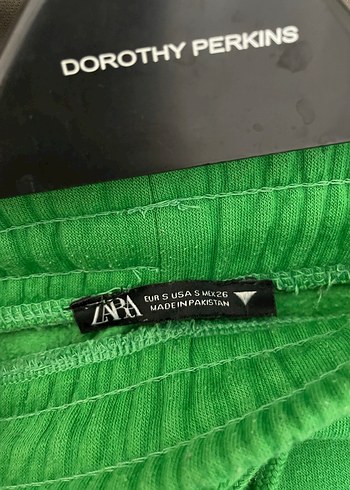 DOROTHY PERKINS
ZARA
EUR S USA S MEX 26
MADE IN PAKISTAN